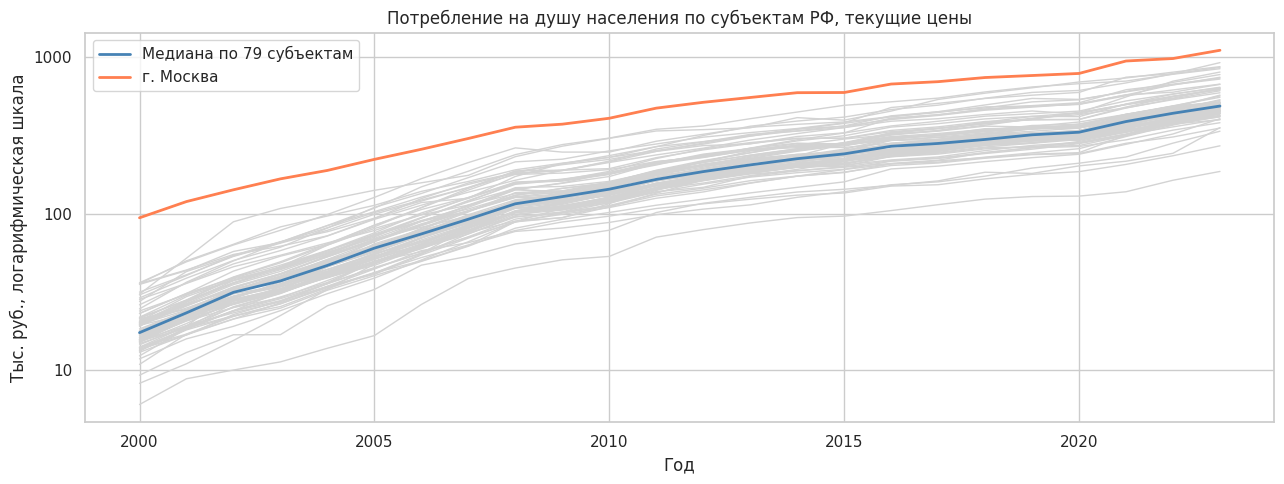 Потребление на душу населения по субъектам РФ, текущие цены
Медиана по 79 субъектам
г. Москва
Тыс. руб., логарифмическая шкала
1000
100
10
2000
2005
2010
2015
2020
Год